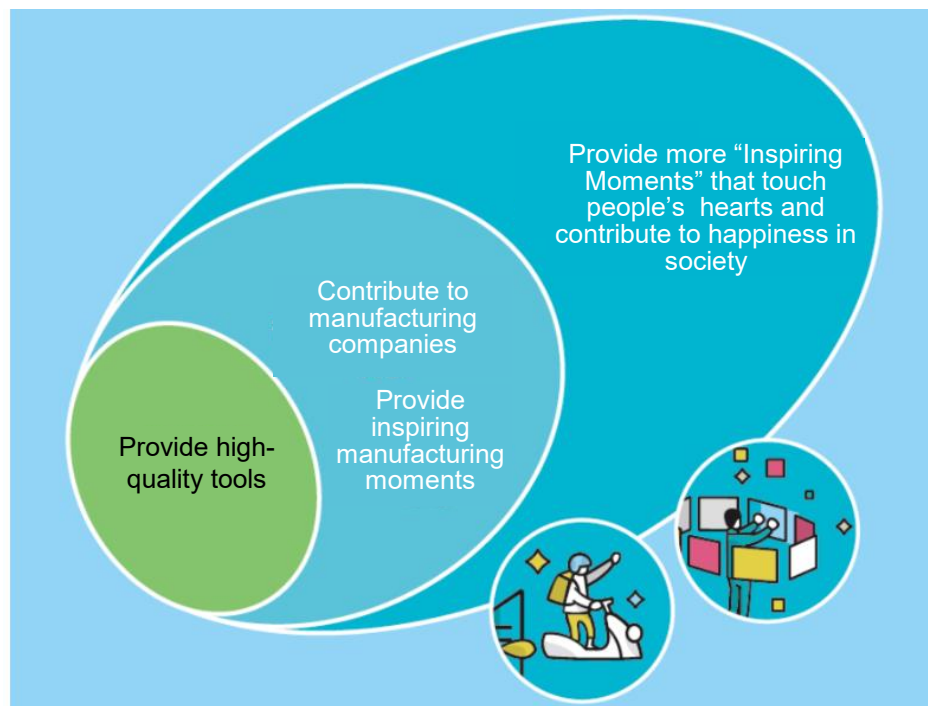 Provide more “Inspiring
Moments” that touch
people’s  hearts and
contribute to happiness in
society
Contribute to
manufacturing
companies
Provide
inspiring
manufacturing
moments
Provide high-
quality tools